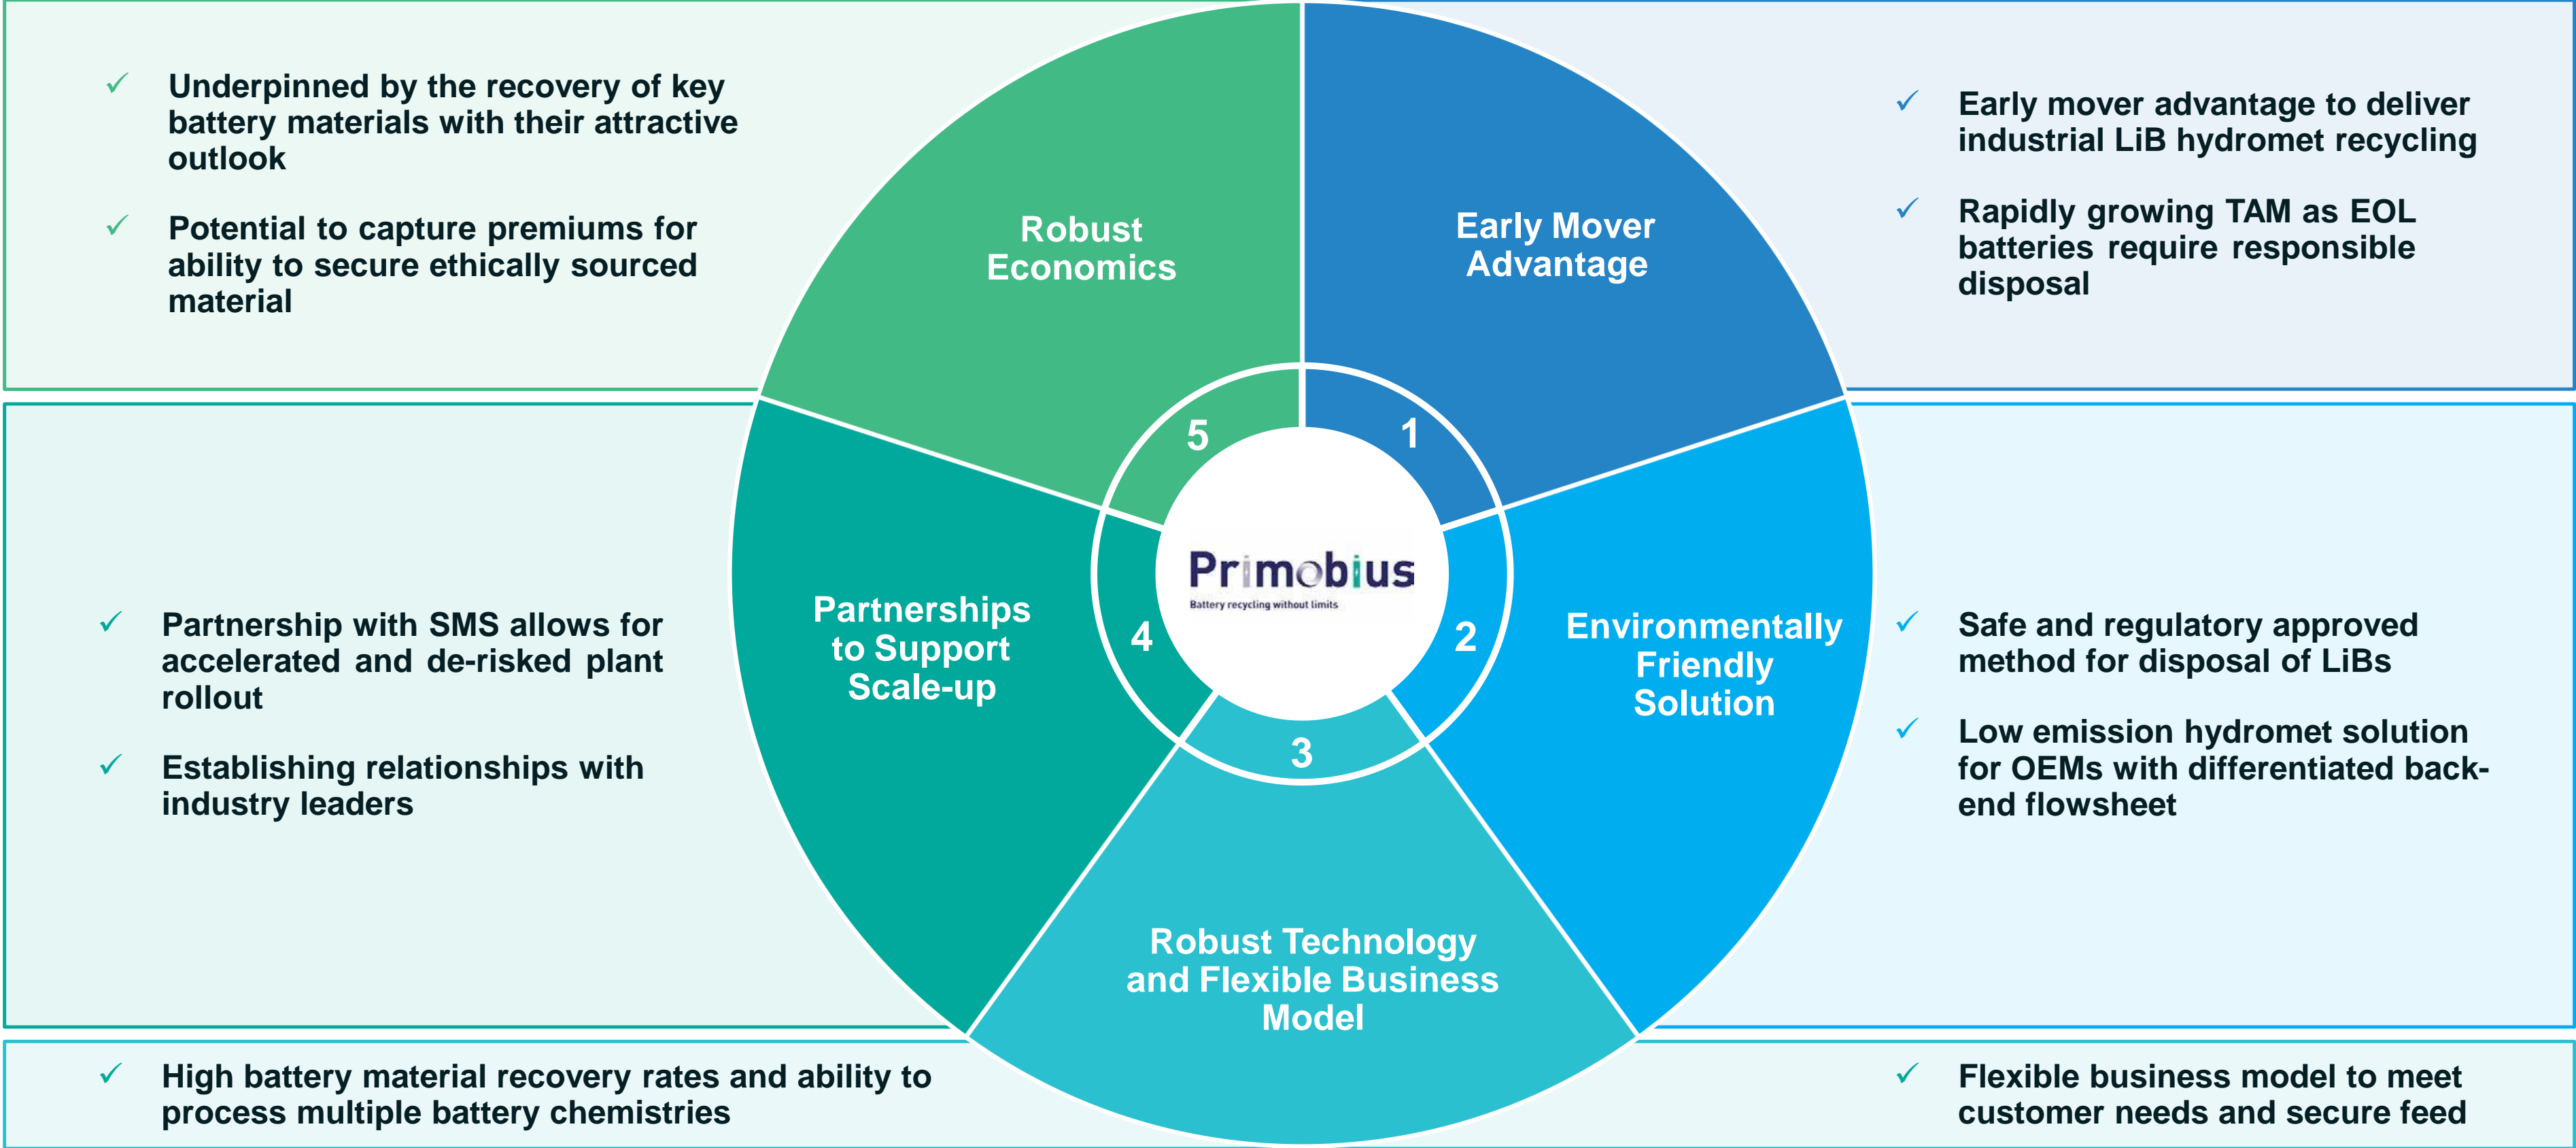 Underpinned by the recovery of key
battery materials with their attractive
outlook
Potential to capture premiums for
ability to secure ethically sourced
material
Robust
Economics
5
Early Mover
Advantage
1
Early mover advantage to deliver
industrial LiB hydromet recycling
Rapidly growing TAM as EOL
batteries require responsible
disposal
Primobius
Battery recycling without limits
Partnership with SMS allows for
accelerated and de-risked plant
rollout
Establishing relationships with
industry leaders
Partnerships
to Support
Scale-up
4
2
Environmentally
Friendly
Solution
Safe and regulatory approved
method for disposal of LiBs
Low emission hydromet solution
for OEMs with differentiated back-
end flowsheet
3
Robust Technology
and Flexible Business
Model
High battery material recovery rates and ability to
process multiple battery chemistries
Flexible business model to meet
customer needs and secure feed